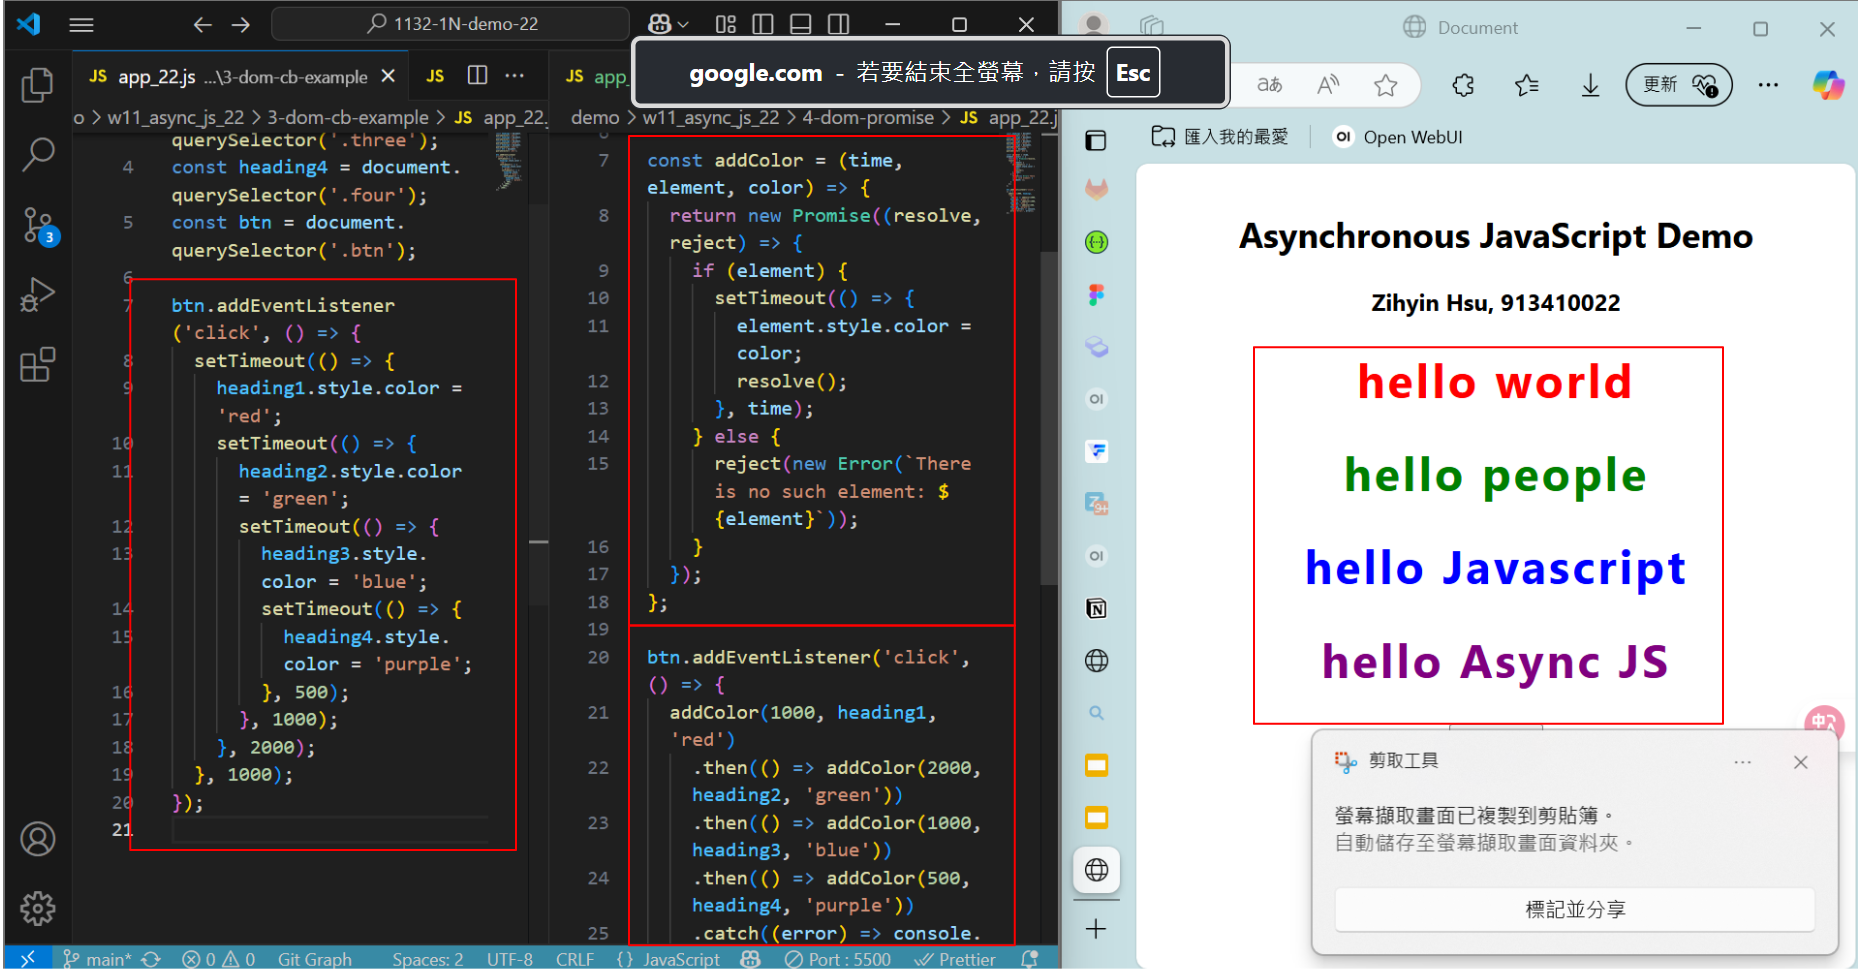 1132-1N-demo-22
Document
google.com - 若要結束全螢幕，請按 Esc
JS app_22.js ...\3-dom-cb-example
JS
JS app_
更新
o > w11_async_js_22 > 3-dom-cb-example > JS app_22.
demo > w11_async_js_22 > 4-dom-promise > JS app_22.j
匯入我的最愛
OI Open WebUI
querySelector('.three');
4 const heading4 = document.
querySelector('.four');
5 const btn = document.
querySelector('.btn');
6
7 btn.addEventListener
('click', () => {
8 setTimeout(() => {
9 heading1.style.color =
'red';
10 setTimeout(() => {
11 heading2.style.color
= 'green';
12 setTimeout(() => {
13 heading3.style.
color = 'blue';
14 setTimeout(() => {
15 heading4.style.
color = 'purple';
16 }, 500);
17 }, 1000);
18 }, 2000);
19 }, 1000);
20 });
21
7 const addColor = (time,
element, color) => {
8 return new Promise((resolve,
reject) => {
9 if (element) {
10 setTimeout(() => {
11 element.style.color =
color;
12 resolve();
13 }, time);
14 } else {
15 reject(new Error(`There
is no such element: $
{element}`));
16 }
17 });
18 };
19
20 btn.addEventListener('click',
() => {
21 addColor(1000, heading1,
'red')
22 .then(() => addColor(2000,
heading2, 'green'))
23 .then(() => addColor(1000,
heading3, 'blue'))
24 .then(() => addColor(500,
heading4, 'purple'))
25 .catch((error) => console.
Asynchronous JavaScript Demo
Zihyin Hsu, 913410022
hello world
hello people
hello Javascript
hello Async JS
剪取工具
螢幕擷取畫面已複製到剪貼簿。
自動儲存至螢幕擷取畫面資料夾。
標記並分享
3
main* 0 0 Git Graph Spaces: 2 UTF-8 CRLF {} JavaScript Port : 5500 Prettier